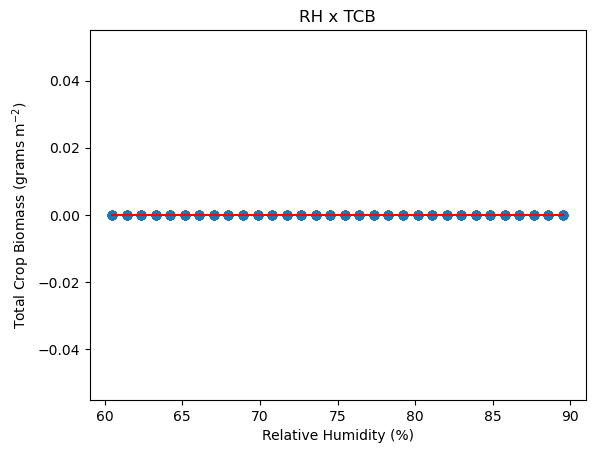 RH x TCB
Total Crop Biomass (grams m⁻²)
0.04
0.02
0.00
−0.02
−0.04
60 65 70 75 80 85 90
Relative Humidity (%)